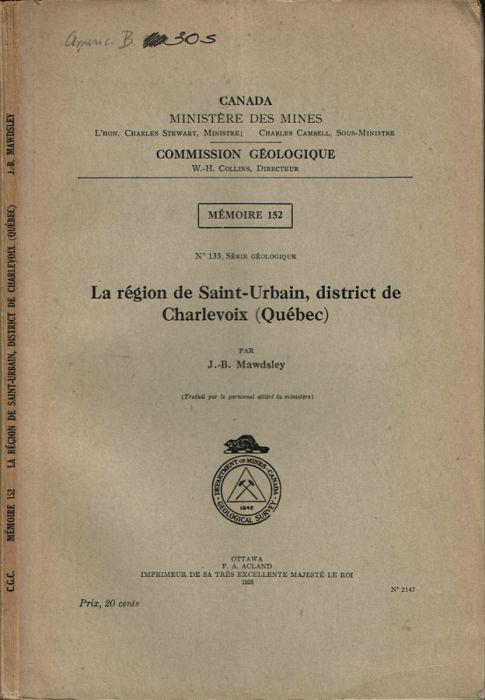 Americ. B. 305
CANADA
MINISTÈRE DES MINES
L'HON. CHARLES STEWART, MINISTRE; CHARLES CAMSELL, SOUS-MINISTRE
COMMISSION GÉOLOGIQUE
W.-H. COLLINS, DIRECTEUR
MÉMOIRE 152
N° 133, SÉRIE GÉOLOGIQUE
La région de Saint-Urbain, district de
Charlevoix (Québec)
PAR
J.-B. Mawdsley
(Traduit par le personnel attitré du ministère)
DEPARTMENT OF MINES · CANADA
1842
GEOLOGICAL SURVEY
OTTAWA
F. A. ACLAND
IMPRIMEUR DE SA TRÈS EXCELLENTE MAJESTÉ LE ROI
1928
N° 2147
Prix, 20 cents
C.G.C. MÉMOIRE 152 LA RÉGION DE SAINT-URBAIN, DISTRICT DE CHARLEVOIX (QUÉBEC) J.-B. MAWDSLEY